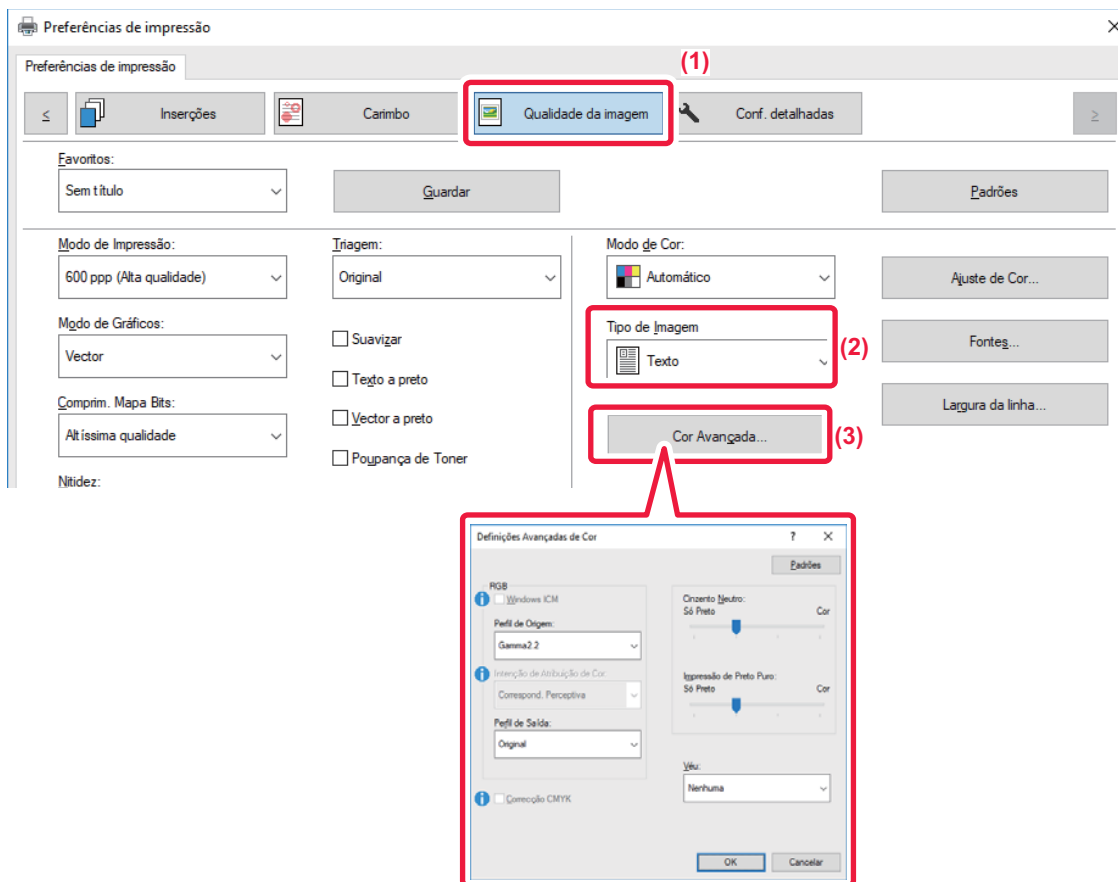 Preferências de impressão
Preferências de impressão
(1)
<
Inserções
Carimbo
Qualidade da imagem
Conf. detalhadas
>
Favoritos:
Sem título
Guardar
Padrões
Modo de Impressão:
600 ppp (Alta qualidade)
Triagem:
Original
Modo de Cor:
Automático
Ajuste de Cor...
Modo de Gráficos:
Vector
Suavizar
Texto a preto
Tipo de Imagem
Texto
(2)
Fontes...
Comprim. Mapa Bits:
Altíssima qualidade
Vector a preto
Poupança de Toner
Cor Avançada...
(3)
Largura da linha...
Nitidez:
Definições Avançadas de Cor
?
Padrões
RGB
Windows ICM
Perfil de Origem:
Gamma2.2
Intenção de Atribuição de Cor:
Correspond. Perceptiva
Perfil de Saída:
Original
Correcção CMYK
Cinzento Neutro:
Só Preto Cor
Impressão de Preto Puro:
Só Preto Cor
Véu:
Nenhuma
OK
Cancelar